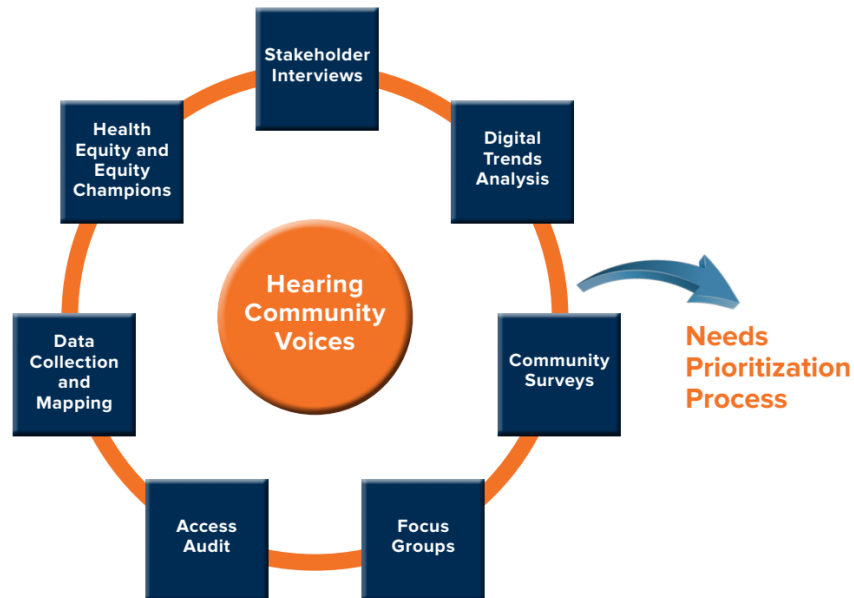 Stakeholder
Interviews
Digital
Trends
Analysis
Community
Surveys
Focus
Groups
Access
Audit
Data
Collection
and
Mapping
Health
Equity and
Equity
Champions
Hearing
Community
Voices
Needs
Prioritization
Process